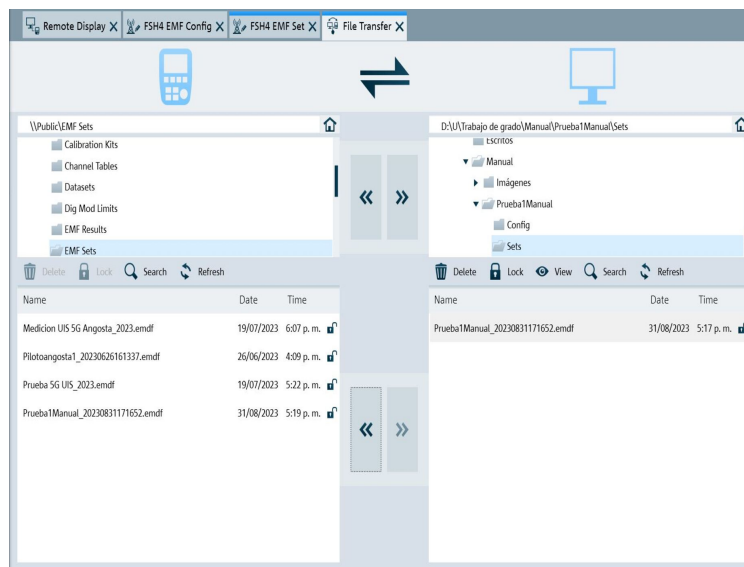 Remote Display X FSH4 EMF Config X FSH4 EMF Set X File Transfer X
\\Public\EMF Sets
Calibration Kits
Channel Tables
Datasets
Dig Mod Limits
EMF Results
EMF Sets
Delete Lock Search Refresh
Name Date Time
Medicion UIS 5G Angosta_2023.emdf 19/07/2023 6:07 p. m.
Pilotoangosta1_20230626161337.emdf 26/06/2023 4:09 p. m.
Prueba 5G UIS_2023.emdf 19/07/2023 5:22 p. m.
Prueba1Manual_20230831171652.emdf 31/08/2023 5:19 p. m.
D:\U\Trabajo de grado\Manual\Prueba1Manual\Sets
Escritos
Manual
Imágenes
Prueba1Manual
Config
Sets
Delete Lock View Search Refresh
Name Date Time
Prueba1Manual_20230831171652.emdf 31/08/2023 5:17 p. m.